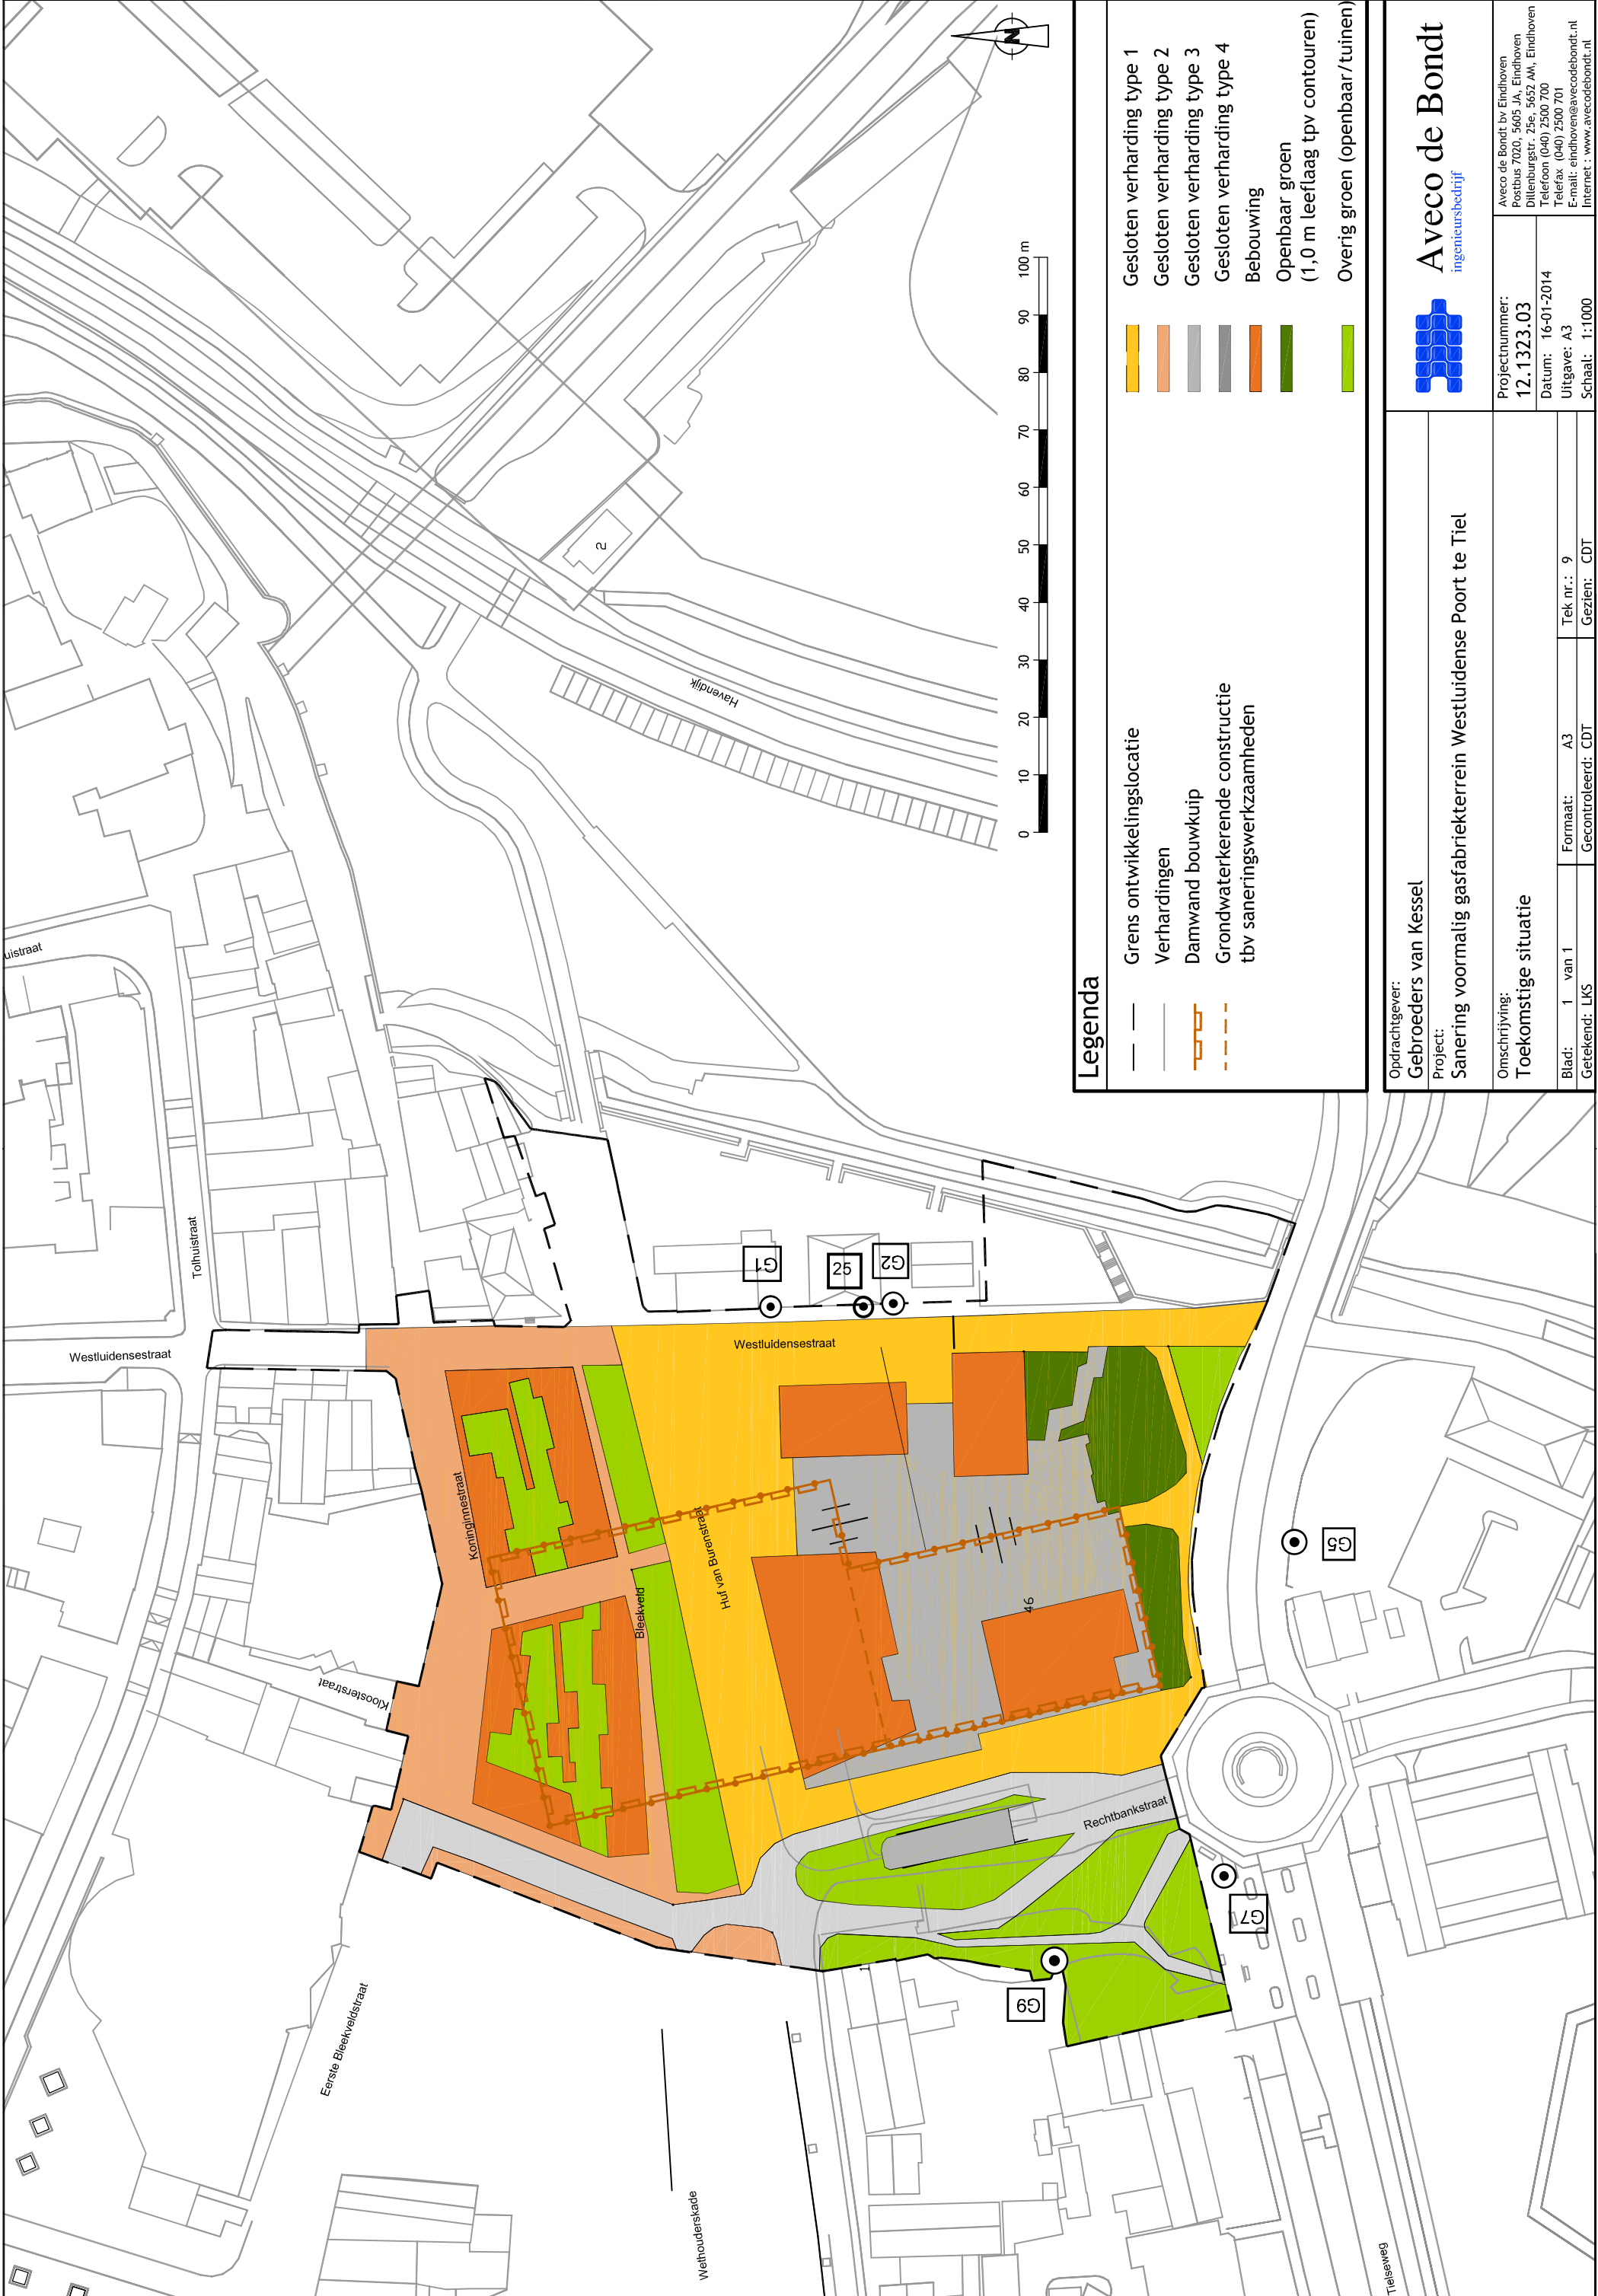 uistraat
Tolhuistraat
Westluidensestraat
Westluidensestraat
Koninginnestraat
Kloosterstraat
Bleekveld
Huf van Burenstraat
Eerste Bleekveldstraat
Wethouderskade
Rechtbankstraat
Tielseweg
Havendijk
2
46
1
G1
25
G2
G5
G7
G9
N
0 10 20 30 40 50 60 70 80 90 100 m
Legenda
Grens ontwikkelingslocatie
Verhardingen
Damwand bouwkuip
Grondwaterkerende constructie
tbv saneringswerkzaamheden
Gesloten verharding type 1
Gesloten verharding type 2
Gesloten verharding type 3
Gesloten verharding type 4
Bebouwing
Openbaar groen
(1,0 m leeflaag tpv contouren)
Overig groen (openbaar/tuinen)
Opdrachtgever:
Gebroeders van Kessel
Project:
Sanering voormalig gasfabriekterrein Westluidense Poort te Tiel
Omschrijving:
Toekomstige situatie
Blad: 1 van 1
Formaat: A3
Tek nr.: 9
Getekend: LKS
Gecontroleerd: CDT
Gezien: CDT
Aveco de Bondt
ingenieursbedrijf
Projectnummer:
12.1323.03
Datum: 16-01-2014
Uitgave: A3
Schaal: 1:1000
Aveco de Bondt bv Eindhoven
Postbus 7020, 5605 JA, Eindhoven
Dillenburgstr. 25e, 5652 AM, Eindhoven
Telefoon (040) 2500 700
Telefax (040) 2500 701
E-mail: eindhoven@avecodebondt.nl
Internet : www.avecodebondt.nl